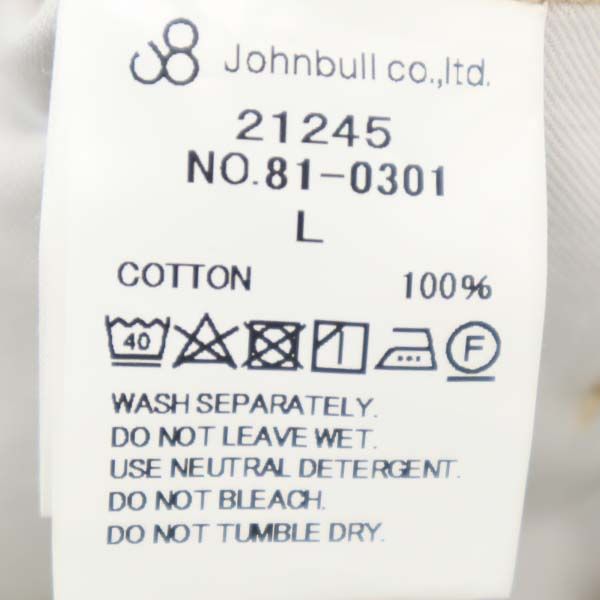 Johnbull co.,ltd.
21245
NO.81-0301
L
COTTON 100%
40 F
WASH SEPARATELY.
DO NOT LEAVE WET.
USE NEUTRAL DETERGENT.
DO NOT BLEACH.
DO NOT TUMBLE DRY.